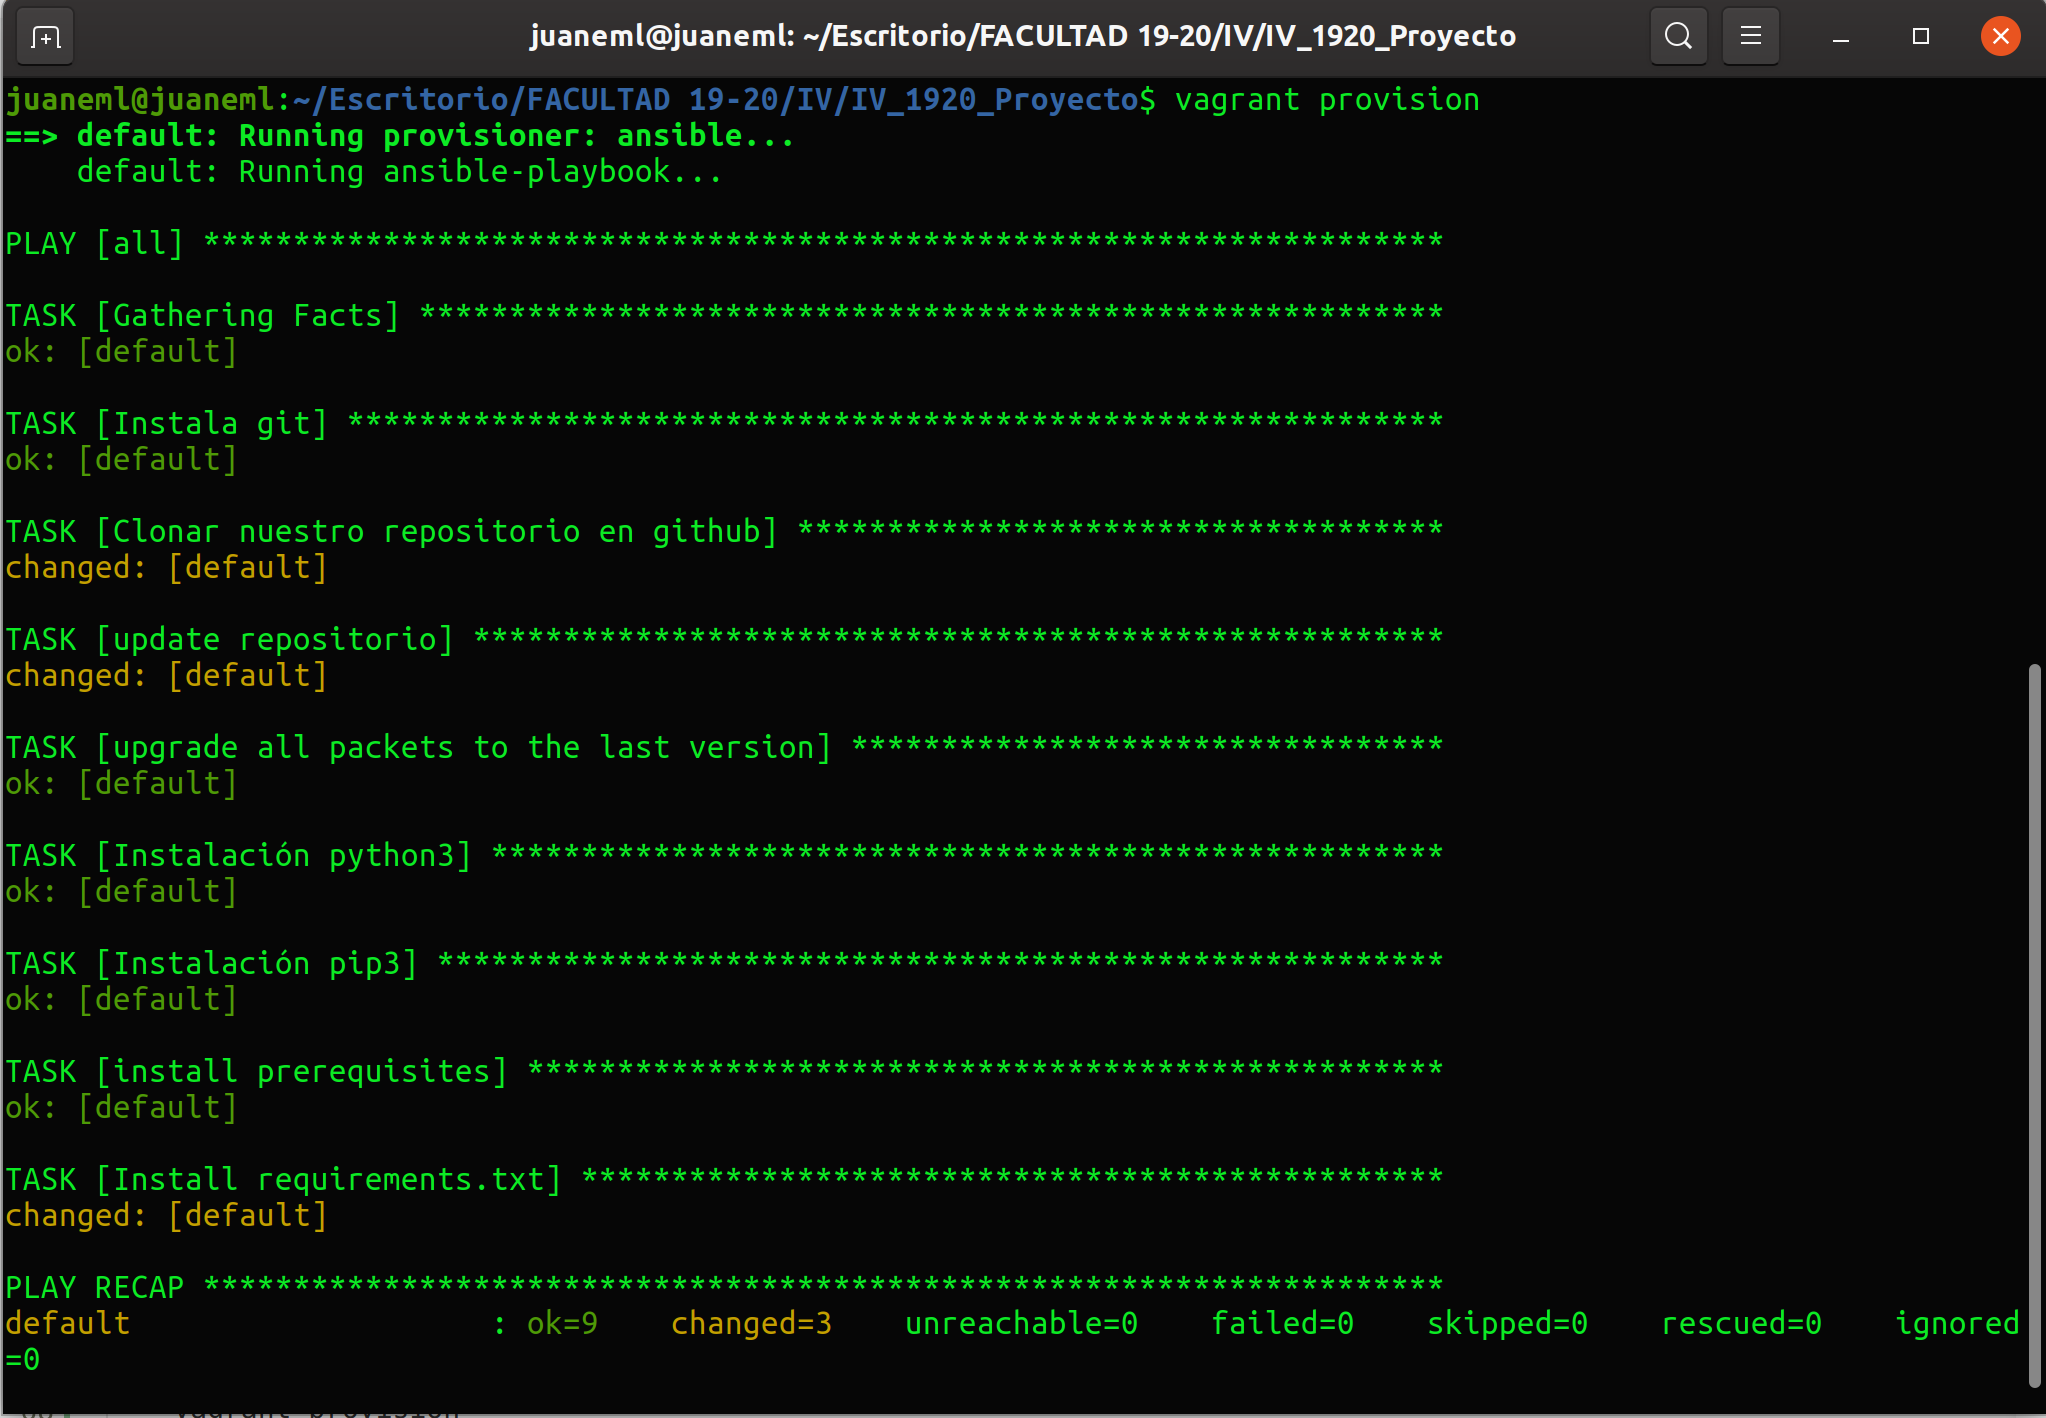 juaneml@juaneml: ~/Escritorio/FACULTAD 19-20/IV/IV_1920_Proyecto
juaneml@juaneml:~/Escritorio/FACULTAD 19-20/IV/IV_1920_Proyecto$ vagrant provision
==> default: Running provisioner: ansible...
    default: Running ansible-playbook...
PLAY [all] *********************************************************************
TASK [Gathering Facts] *********************************************************
ok: [default]
TASK [Instala git] *************************************************************
ok: [default]
TASK [Clonar nuestro repositorio en github] ************************************
changed: [default]
TASK [update repositorio] ******************************************************
changed: [default]
TASK [upgrade all packets to the last version] *********************************
ok: [default]
TASK [Instalación python3] *****************************************************
ok: [default]
TASK [Instalación pip3] ********************************************************
ok: [default]
TASK [install prerequisites] ***************************************************
ok: [default]
TASK [Install requirements.txt] ************************************************
changed: [default]
PLAY RECAP *********************************************************************
default                    : ok=9    changed=3    unreachable=0    failed=0    skipped=0    rescued=0    ignored
=0
vagrant provision